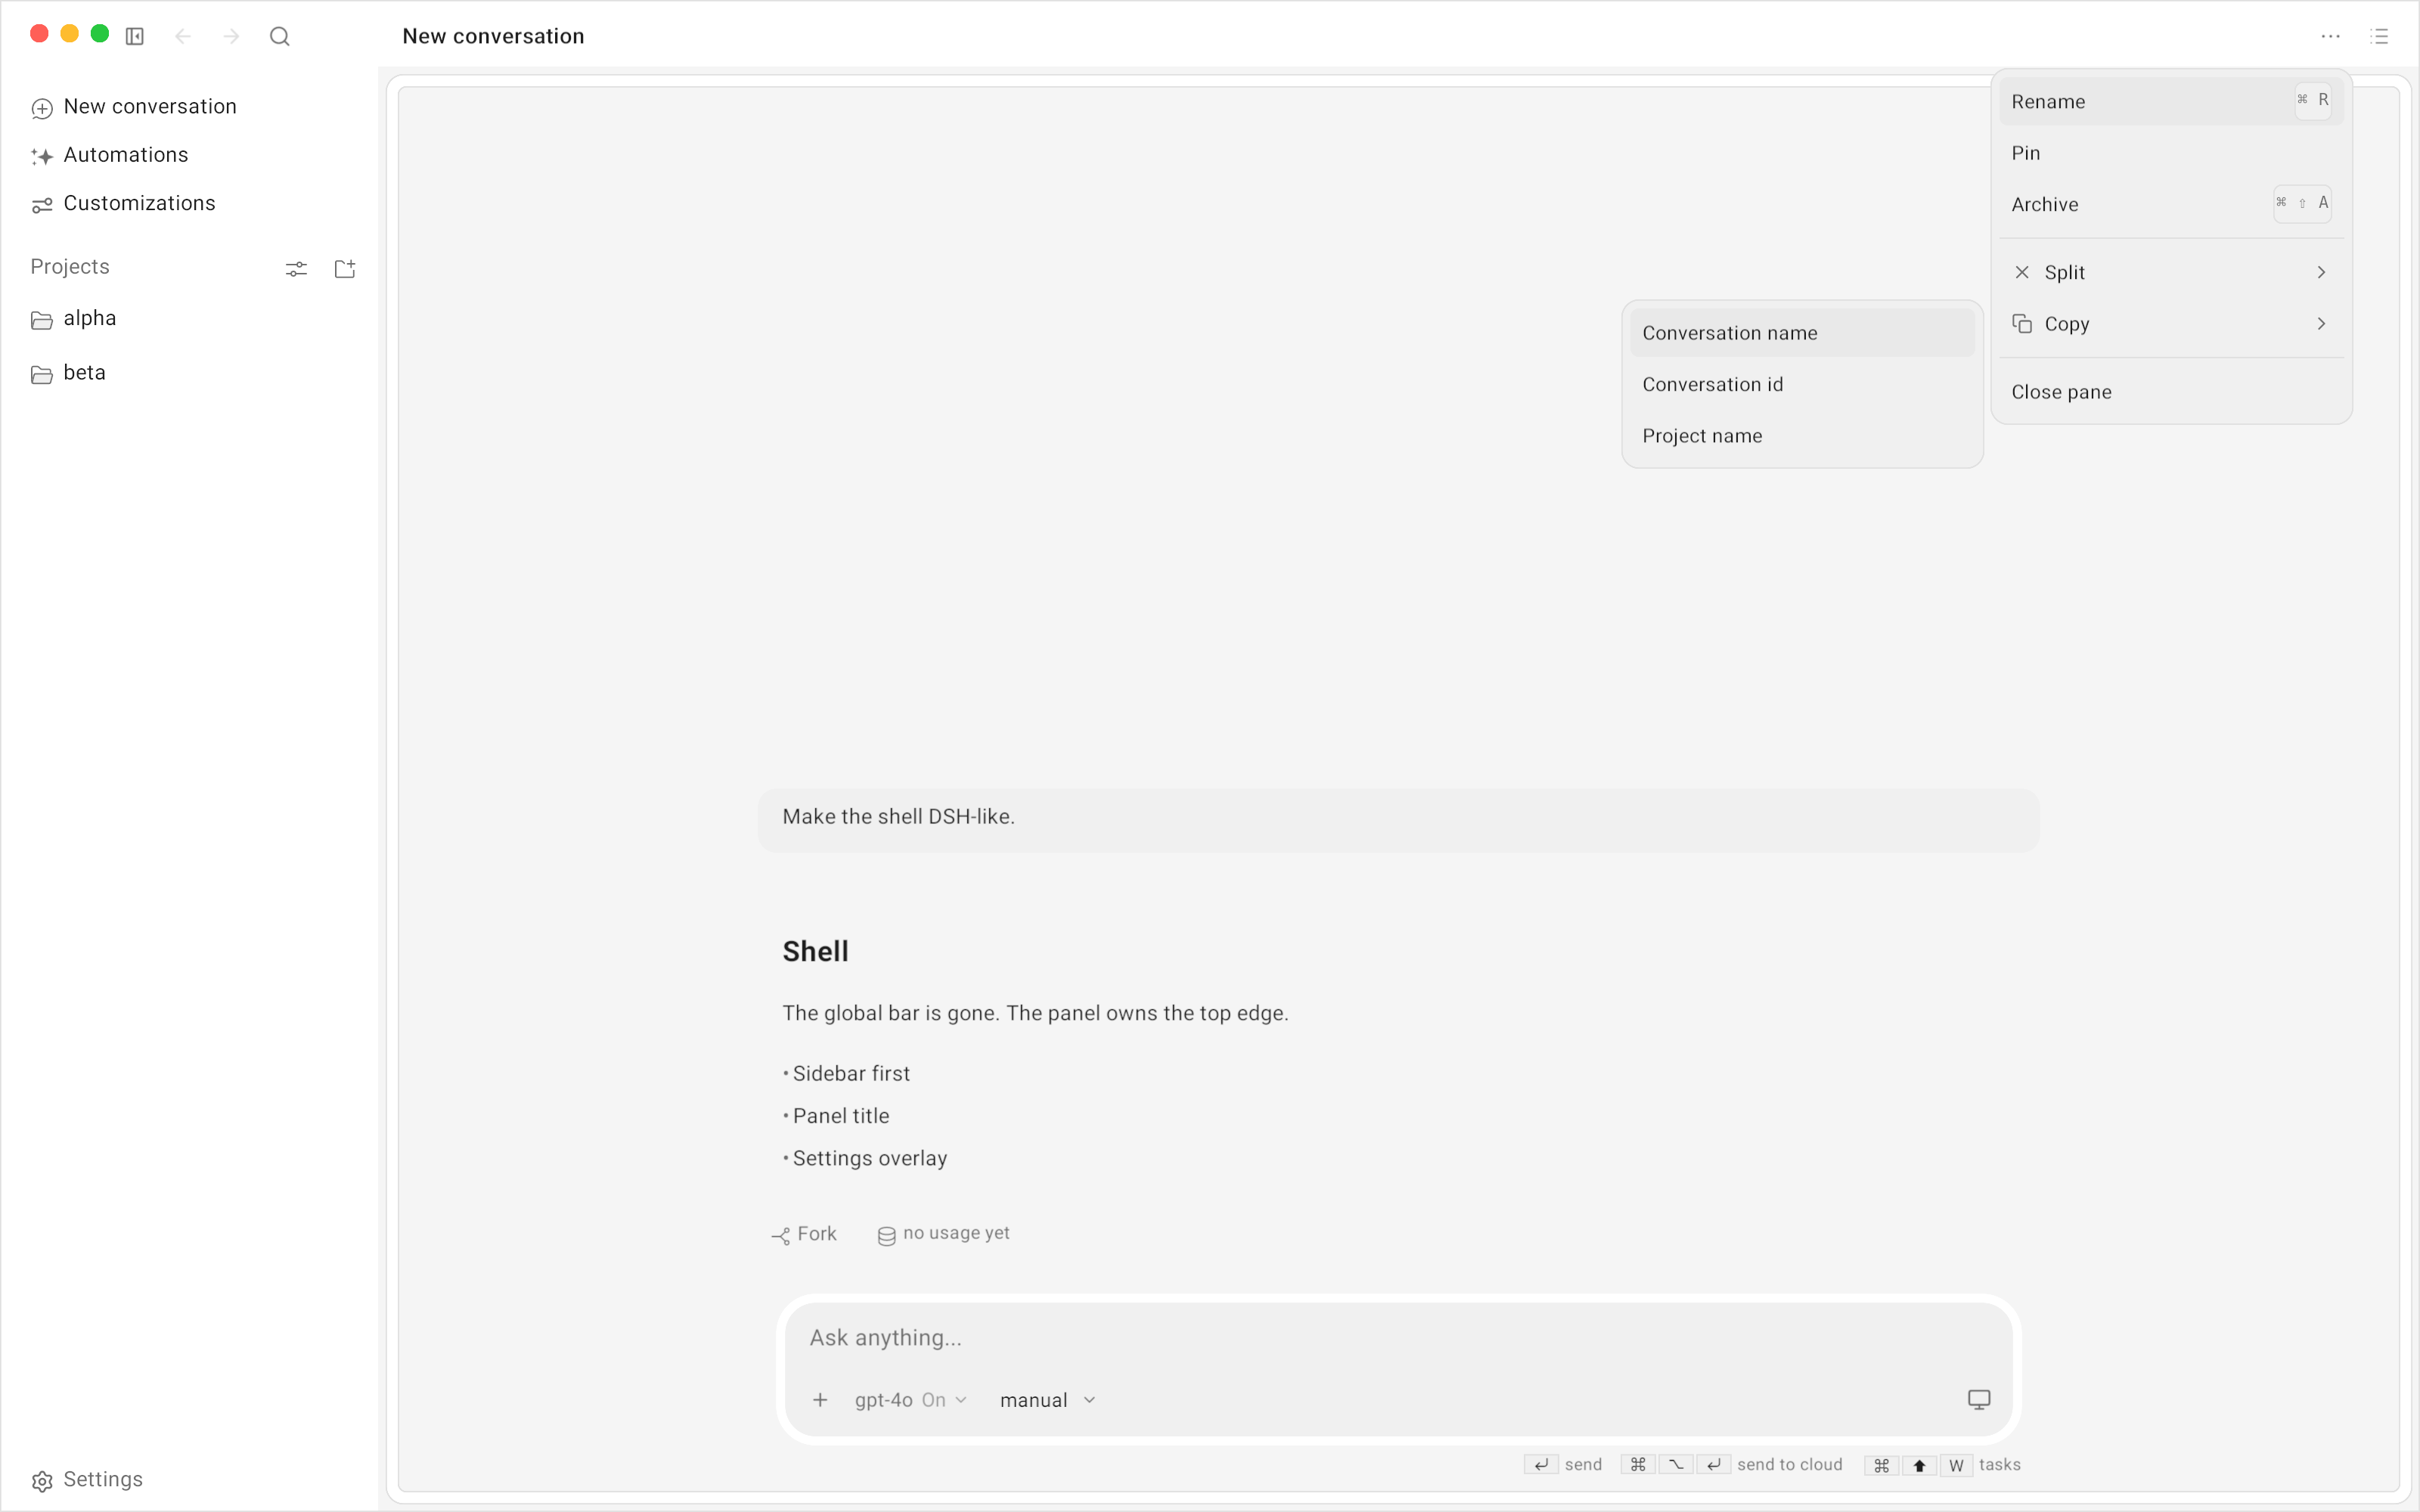 New conversation
New conversation
Automations
Customizations
Projects
alpha
beta
Settings
Rename ⌘ R
Pin
Archive ⌘ ⇧ A
Split
Copy
Close pane
Conversation name
Conversation id
Project name
Make the shell DSH-like.
Shell
The global bar is gone. The panel owns the top edge.
• Sidebar first
• Panel title
• Settings overlay
Fork no usage yet
Ask anything...
gpt-4o On manual
↵ send ⌘ ⌥ ↵ send to cloud ⌘ ⬆ W tasks